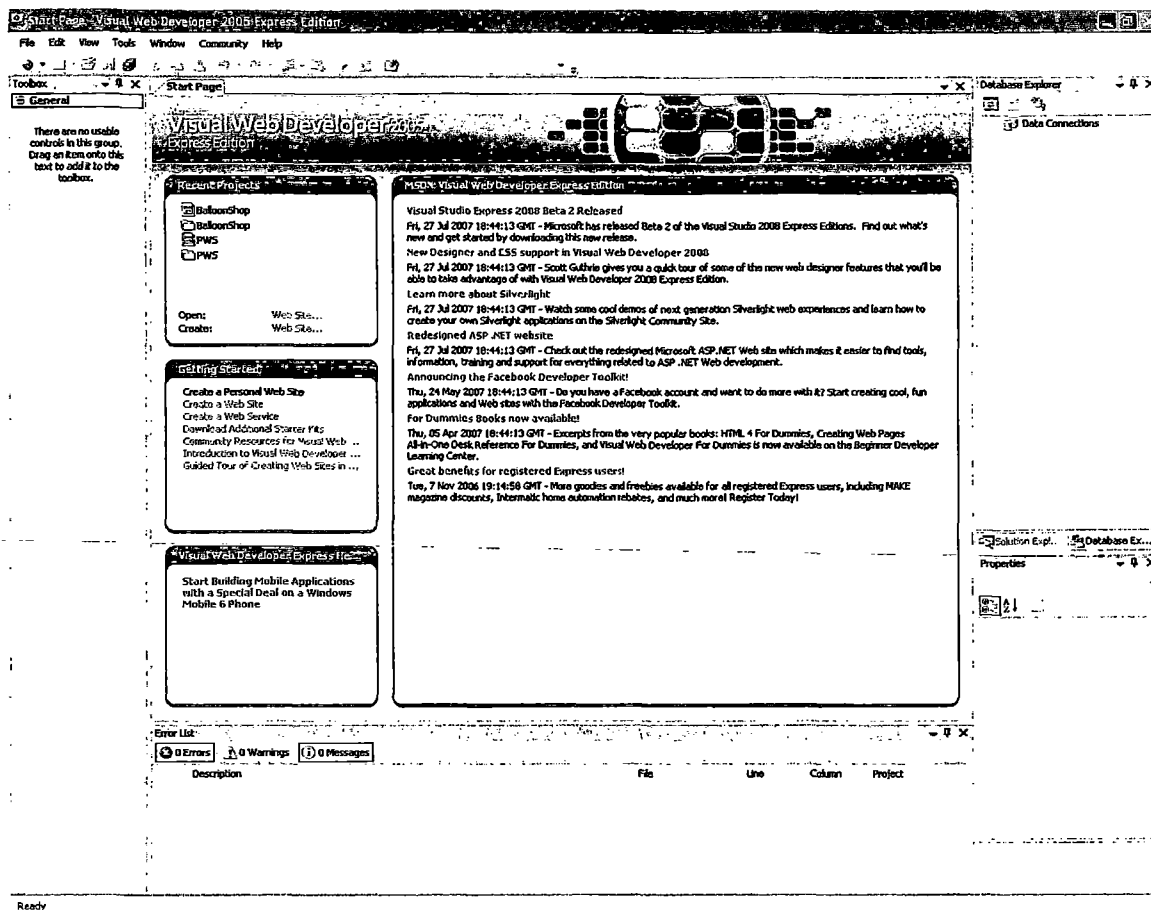 Start Page - Visual Web Developer 2005 Express Edition
File Edit View Tools Window Community Help
Toolbox
General
There are no usable
controls in this group.
Drag an item onto this
text to add it to the
toolbox.
Start Page
Visual Web Developer 2005
Express Edition
Recent Projects
BalloonShop
BalloonShop
PWS
PWS
Open: Web Site...
Create: Web Site...
Getting Started
Create a Personal Web Site
Create a Web Site
Create a Web Service
Download Additional Starter Kits
Community Resources for Visual Web ...
Introduction to Visual Web Developer ...
Guided Tour of Creating Web Sites in ...
Visual Web Developer Express He...
Start Building Mobile Applications
with a Special Deal on a Windows
Mobile 6 Phone
MSDN: Visual Web Developer Express Edition
Visual Studio Express 2008 Beta 2 Released
Fri, 27 Jul 2007 18:44:13 GMT - Microsoft has released Beta 2 of the Visual Studio 2008 Express Editions. Find out what's
new and get started by downloading this new release.
New Designer and CSS support in Visual Web Developer 2008
Fri, 27 Jul 2007 18:44:13 GMT - Scott Guthrie gives you a quick tour of some of the new web designer features that you'll be
able to take advantage of with Visual Web Developer 2008 Express Edition.
Learn more about Silverlight
Fri, 27 Jul 2007 18:44:13 GMT - Watch some cool demos of next generation Silverlight web experiences and learn how to
create your own Silverlight applications on the Silverlight Community Site.
Redesigned ASP .NET website
Fri, 27 Jul 2007 18:44:13 GMT - Check out the redesigned Microsoft ASP.NET Web site which makes it easier to find tools,
information, training and support for everything related to ASP .NET Web development.
Announcing the Facebook Developer Toolkit!
Thu, 24 May 2007 18:44:13 GMT - Do you have a Facebook account and want to do more with it? Start creating cool, fun
applications and Web sites with the Facebook Developer Toolkit.
For Dummies Books now available!
Thu, 05 Apr 2007 18:44:13 GMT - Excerpts from the very popular books: HTML 4 For Dummies, Creating Web Pages
All-in-One Desk Reference For Dummies, and Visual Web Developer For Dummies is now available on the Beginner Developer
Learning Center.
Great benefits for registered Express users!
Tue, 7 Nov 2006 19:14:58 GMT - More goodies and freebies available for all registered Express users, including MAKE
magazine discounts, Intermatic home automation rebates, and much more! Register Today!
Database Explorer
Data Connections
Solution Expl... Database Ex...
Properties
Error List
0 Errors 0 Warnings 0 Messages
Description File Line Column Project
Ready